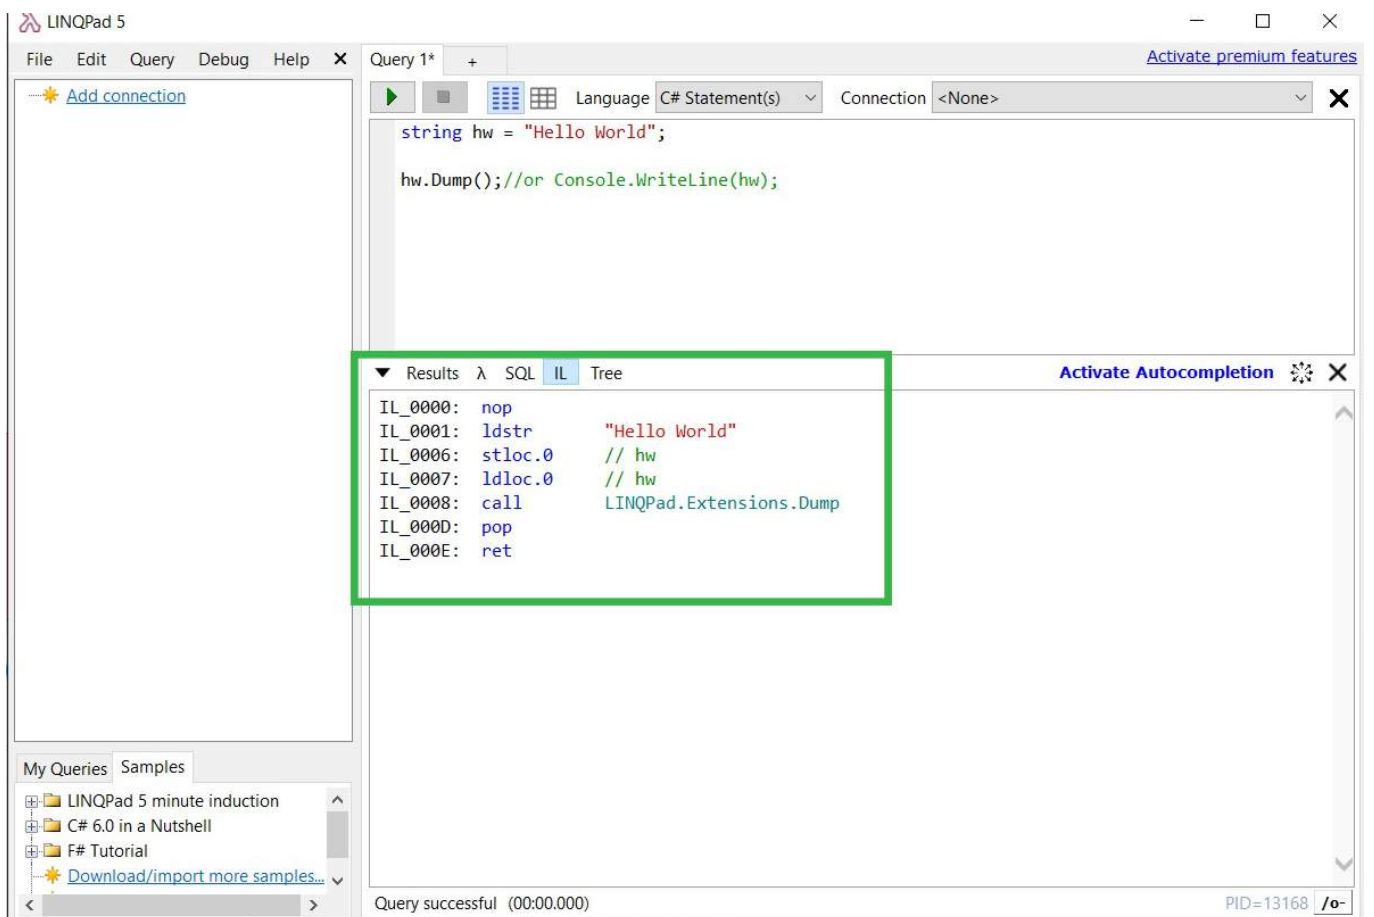 LINQPad 5
File Edit Query Debug Help
Query 1* +
Activate premium features
Add connection
Language C# Statement(s) Connection <None>
string hw = "Hello World";
hw.Dump();//or Console.WriteLine(hw);
Results λ SQL IL Tree
Activate Autocompletion
IL_0000: nop
IL_0001: ldstr "Hello World"
IL_0006: stloc.0 // hw
IL_0007: ldloc.0 // hw
IL_0008: call LINQPad.Extensions.Dump
IL_000D: pop
IL_000E: ret
My Queries Samples
LINQPad 5 minute induction
C# 6.0 in a Nutshell
F# Tutorial
Download/import more samples...
Query successful (00:00.000)
PID=13168 /o-